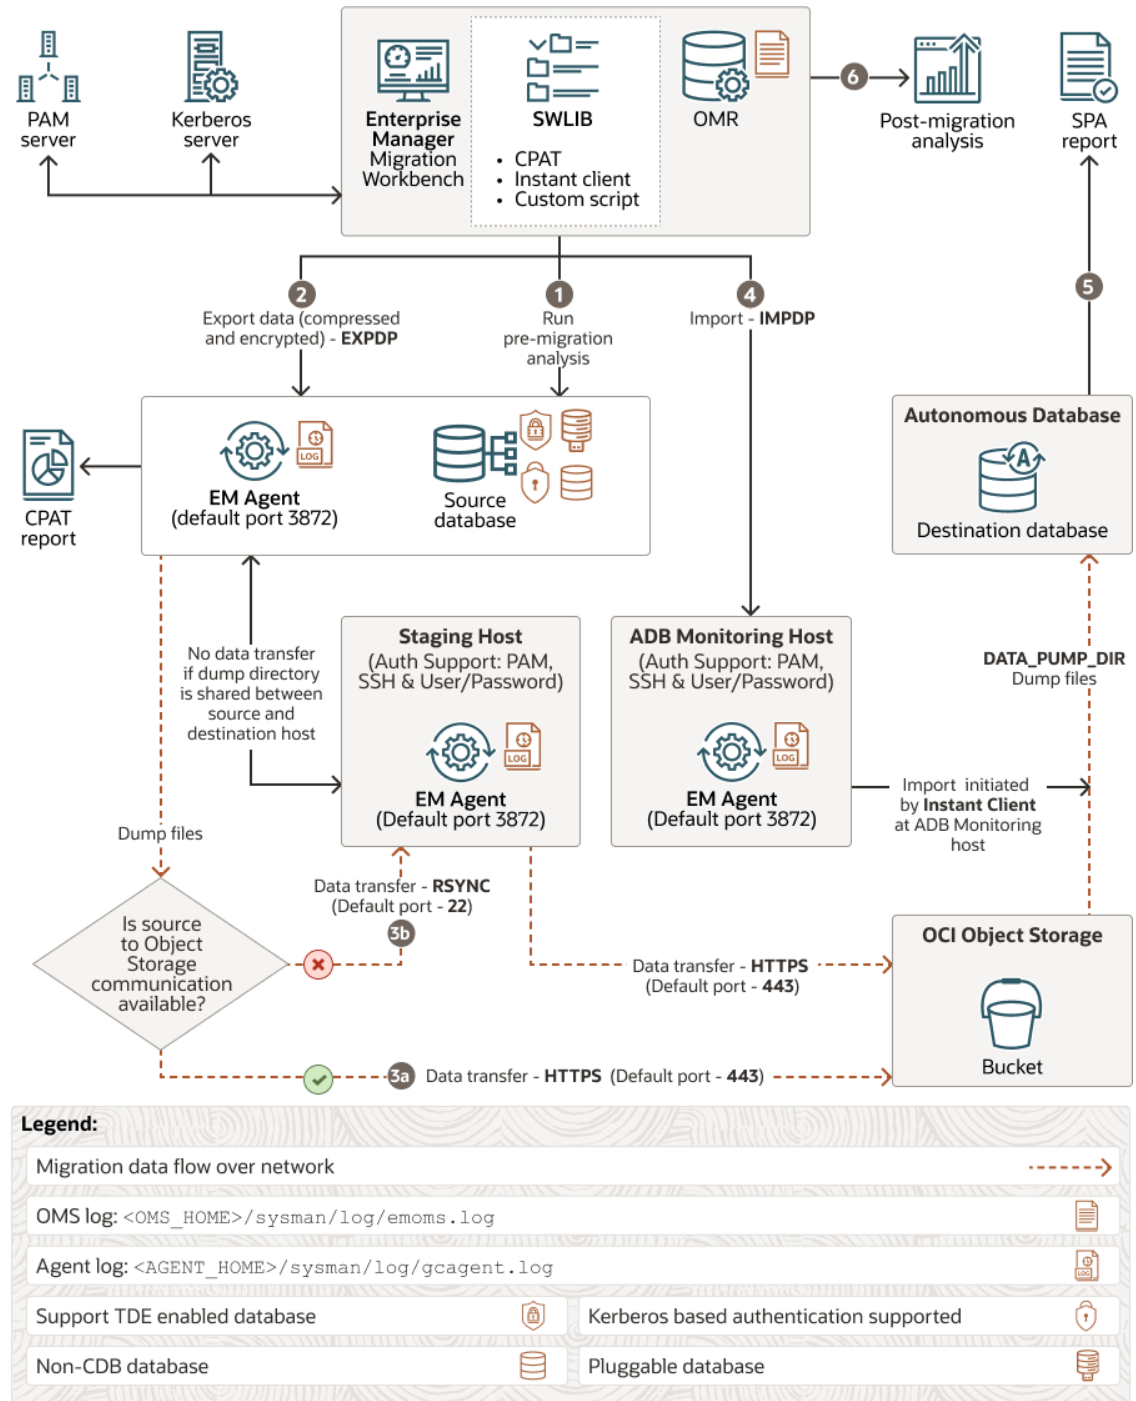 PAM
server
Kerberos
server
Enterprise
Manager
Migration
Workbench
SWLIB
• CPAT
• Instant client
• Custom script
OMR
6
Post-migration
analysis
SPA
report
2
Export data (compressed
and encrypted) - EXPDP
1
Run
pre-migration
analysis
4
Import - IMPDP
5
CPAT
report
LOG
EM Agent
(default port 3872)
Source
database
Autonomous Database
A
Destination database
No data transfer
if dump directory
is shared between
source and
destination host
Staging Host
(Auth Support: PAM,
SSH & User/Password)
LOG
EM Agent
(Default port 3872)
ADB Monitoring Host
(Auth Support: PAM,
SSH & User/Password)
LOG
EM Agent
(Default port 3872)
DATA_PUMP_DIR
Dump files
Import initiated
by Instant Client
at ADB Monitoring
host
Dump files
Data transfer - RSYNC
(Default port - 22)
3b
Is source
to Object
Storage
communication
available?
Data transfer - HTTPS
(Default port - 443)
OCI Object Storage
Bucket
3a
Data transfer - HTTPS (Default port - 443)
Legend:
Migration data flow over network
OMS log: <OMS_HOME>/sysman/log/emoms.log
Agent log: <AGENT_HOME>/sysman/log/gcagent.log
LOG
Support TDE enabled database
Kerberos based authentication supported
Non-CDB database
Pluggable database